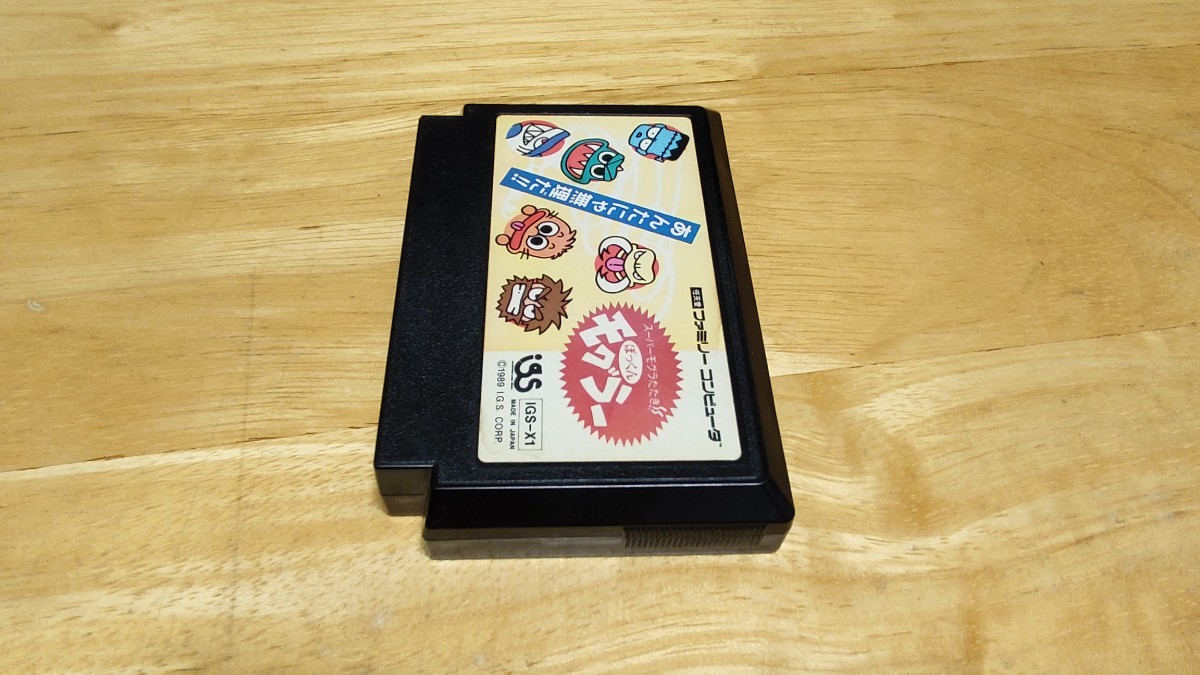 任天堂 ファミリー コンピュータ™
スーパーモグラたたき!!
ぽっくん
モグラー
あんたにゃ無理だ!!
igs
IGS-X1
MADE IN JAPAN
©1989 I.G.S. CORP.